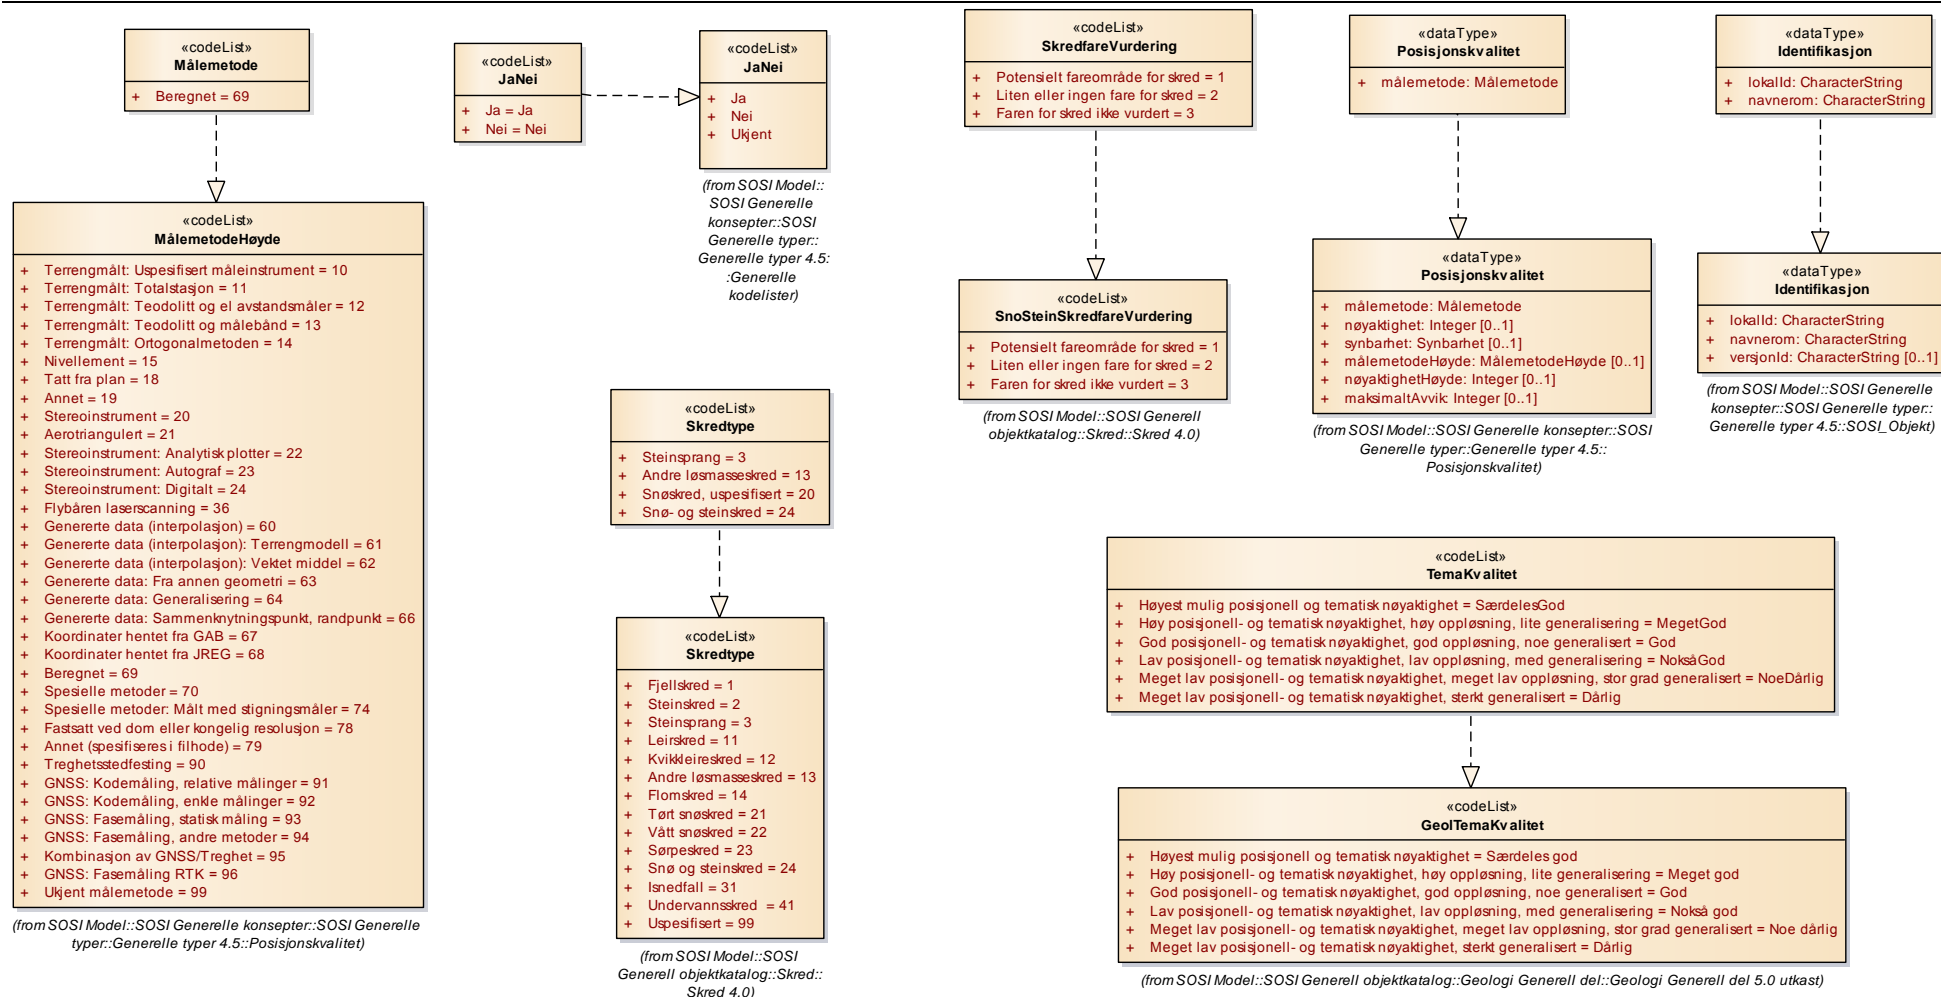 «codeList»
Målemetode
+ Beregnet = 69
«codeList»
MålemetodeHøyde
+ Terrengmålt: Uspesifisert måleinstrument = 10
+ Terrengmålt: Totalstasjon = 11
+ Terrengmålt: Teodolitt og el avstandsmåler = 12
+ Terrengmålt: Teodolitt og målebånd = 13
+ Terrengmålt: Ortogonalmetoden = 14
+ Nivellement = 15
+ Tatt fra plan = 18
+ Annet = 19
+ Stereoinstrument = 20
+ Aerotriangulert = 21
+ Stereoinstrument: Analytisk plotter = 22
+ Stereoinstrument: Autograf = 23
+ Stereoinstrument: Digitalt = 24
+ Flybåren laserscanning = 36
+ Genererte data (interpolasjon) = 60
+ Genererte data (interpolasjon): Terrengmodell = 61
+ Genererte data (interpolasjon): Vektet middel = 62
+ Genererte data: Fra annen geometri = 63
+ Genererte data: Generalisering = 64
+ Genererte data: Sammenknytningspunkt, randpunkt = 66
+ Koordinater hentet fra GAB = 67
+ Koordinater hentet fra JREG = 68
+ Beregnet = 69
+ Spesielle metoder = 70
+ Spesielle metoder: Målt med stigningsmåler = 74
+ Fastsatt ved dom eller kongelig resolusjon = 78
+ Annet (spesifiseres i filhode) = 79
+ Treghetsstedfesting = 90
+ GNSS: Kodemåling, relative målinger = 91
+ GNSS: Kodemåling, enkle målinger = 92
+ GNSS: Fasemåling, statisk måling = 93
+ GNSS: Fasemåling, andre metoder = 94
+ Kombinasjon av GNSS/Treghet = 95
+ GNSS: Fasemåling RTK = 96
+ Ukjent målemetode = 99
(from SOSI Model::SOSI Generelle konsepter::SOSI Generelle
typer::Generelle typer 4.5::Posisjonskvalitet)
«codeList»
JaNei
+ Ja = Ja
+ Nei = Nei
«codeList»
JaNei
+ Ja
+ Nei
+ Ukjent
(from SOSI Model::
SOSI Generelle
konsepter::SOSI
Generelle typer::
Generelle typer 4.5:
:Generelle
kodelister)
«codeList»
Skredtype
+ Steinsprang = 3
+ Andre løsmasseskred = 13
+ Snøskred, uspesifisert = 20
+ Snø- og steinskred = 24
«codeList»
Skredtype
+ Fjellskred = 1
+ Steinskred = 2
+ Steinsprang = 3
+ Leirskred = 11
+ Kvikkleireskred = 12
+ Andre løsmasseskred = 13
+ Flomskred = 14
+ Tørt snøskred = 21
+ Vått snøskred = 22
+ Sørpeskred = 23
+ Snø og steinskred = 24
+ Isnedfall = 31
+ Undervannsskred = 41
+ Uspesifisert = 99
(from SOSI Model::SOSI
Generell objektkatalog::Skred::
Skred 4.0)
«codeList»
SkredfareVurdering
+ Potensielt fareområde for skred = 1
+ Liten eller ingen fare for skred = 2
+ Faren for skred ikke vurdert = 3
«codeList»
SnoSteinSkredfareVurdering
+ Potensielt fareområde for skred = 1
+ Liten eller ingen fare for skred = 2
+ Faren for skred ikke vurdert = 3
(from SOSI Model::SOSI Generell
objektkatalog::Skred::Skred 4.0)
«dataType»
Posisjonskvalitet
+ målemetode: Målemetode
«dataType»
Posisjonskvalitet
+ målemetode: Målemetode
+ nøyaktighet: Integer [0..1]
+ synbarhet: Synbarhet [0..1]
+ målemetodeHøyde: MålemetodeHøyde [0..1]
+ nøyaktighetHøyde: Integer [0..1]
+ maksimaltAvvik: Integer [0..1]
(from SOSI Model::SOSI Generelle konsepter::SOSI
Generelle typer::Generelle typer 4.5::
Posisjonskvalitet)
«dataType»
Identifikasjon
+ lokalId: CharacterString
+ navnerom: CharacterString
«dataType»
Identifikasjon
+ lokalId: CharacterString
+ navnerom: CharacterString
+ versjonId: CharacterString [0..1]
(from SOSI Model::SOSI Generelle
konsepter::SOSI Generelle typer::
Generelle typer 4.5::SOSI_Objekt)
«codeList»
TemaKvalitet
+ Høyest mulig posisjonell og tematisk nøyaktighet = SærdelesGod
+ Høy posisjonell- og tematisk nøyaktighet, høy oppløsning, lite generalisering = MegetGod
+ God posisjonell- og tematisk nøyaktighet, god oppløsning, noe generalisert = God
+ Lav posisjonell- og tematisk nøyaktighet, lav oppløsning, med generalisering = NoksåGod
+ Meget lav posisjonell- og tematisk nøyaktighet, meget lav oppløsning, stor grad generalisert = NoeDårlig
+ Meget lav posisjonell- og tematisk nøyaktighet, sterkt generalisert = Dårlig
«codeList»
GeolTemaKvalitet
+ Høyest mulig posisjonell og tematisk nøyaktighet = Særdeles god
+ Høy posisjonell- og tematisk nøyaktighet, høy oppløsning, lite generalisering = Meget god
+ God posisjonell- og tematisk nøyaktighet, god oppløsning, noe generalisert = God
+ Lav posisjonell- og tematisk nøyaktighet, lav oppløsning, med generalisering = Nokså god
+ Meget lav posisjonell- og tematisk nøyaktighet, meget lav oppløsning, stor grad generalisert = Noe dårlig
+ Meget lav posisjonell- og tematisk nøyaktighet, sterkt generalisert = Dårlig
(from SOSI Model::SOSI Generell objektkatalog::Geologi Generell del::Geologi Generell del 5.0 utkast)